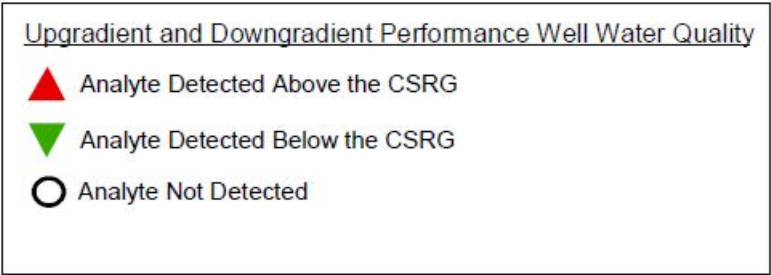 Upgradient and Downgradient Performance Well Water Quality
Analyte Detected Above the CSRG
Analyte Detected Below the CSRG
Analyte Not Detected